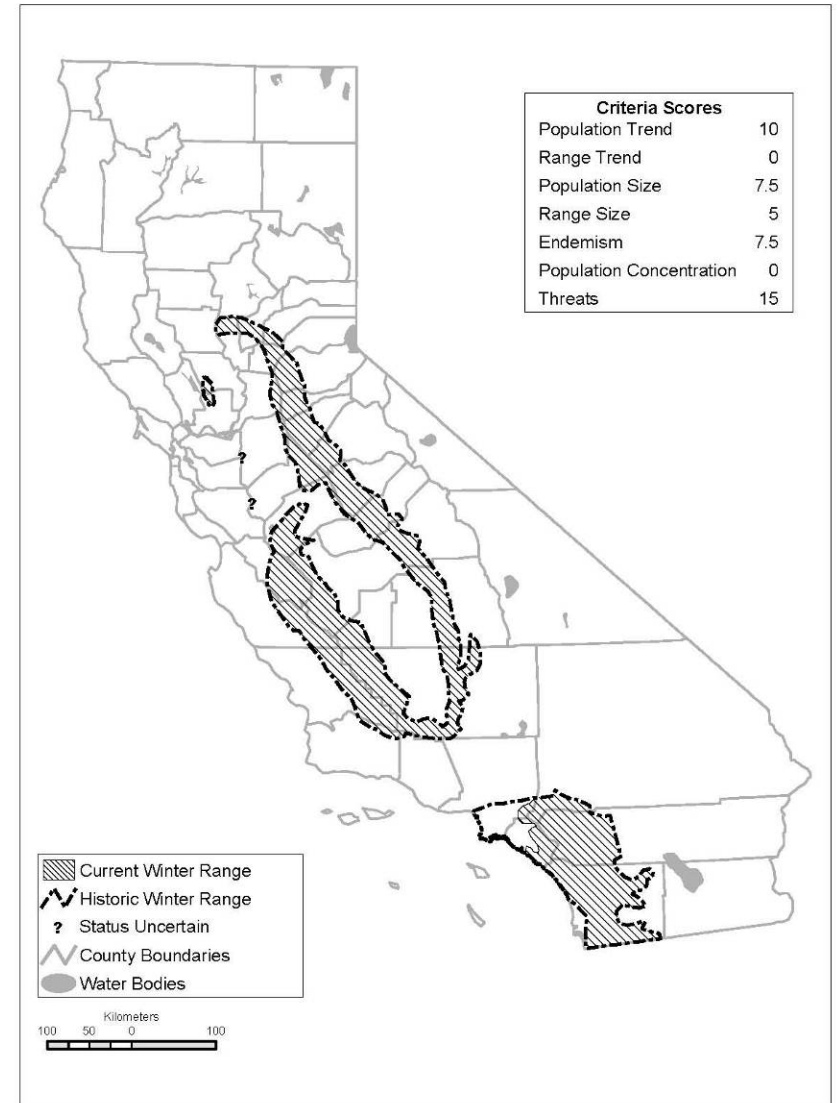 Criteria Scores
Population Trend 10
Range Trend 0
Population Size 7.5
Range Size 5
Endemism 7.5
Population Concentration 0
Threats 15
?
?
Current Winter Range
Historic Winter Range
? Status Uncertain
County Boundaries
Water Bodies
Kilometers
100 50 0 100